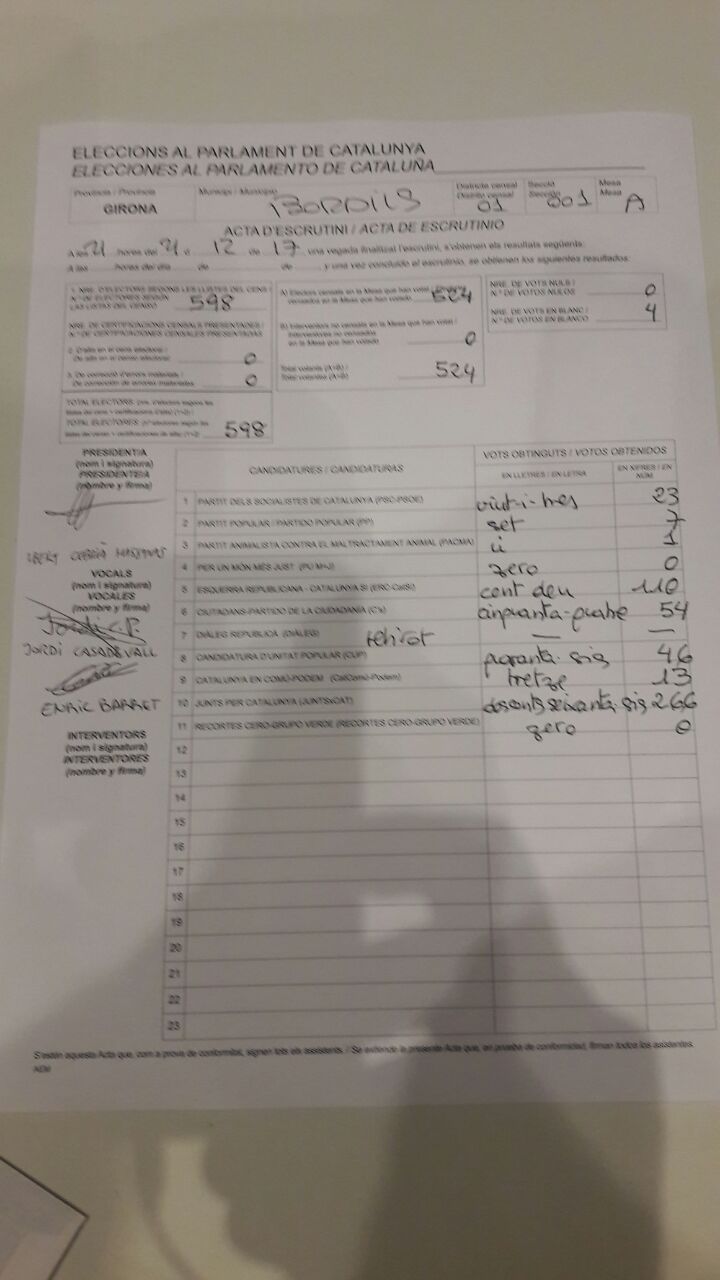 ELECCIONS AL PARLAMENT DE CATALUNYA
ELECCIONES AL PARLAMENTO DE CATALUÑA
Província / Provincia
Municipi / Municipio
Districte censal
Distrito censal
Secció
Sección
Mesa
Mesa
GIRONA BORDILS 01 001 A
ACTA D'ESCRUTINI / ACTA DE ESCRUTINIO
A les 21 hores del 21 12 de 17 una vegada finalitzat l'escrutini, s'obtenen els resultats següents:
A las hores del día de de y una vez concluido el escrutinio, se obtienen los siguientes resultados:
1. NRE. D'ELECTORS SEGONS LES LLISTES DEL CENS
Nº DE ELECTORES SEGÚN
LAS LISTAS DEL CENSO 598
NRE. DE CERTIFICACIONS CENSALS PRESENTADES /
Nº DE CERTIFICACIONES CENSALES PRESENTADAS
2. D'alta en el cens electoral /
De alta en el censo electoral 0
3. De correcció d'errors materials /
De corrección de errores materiales 0
TOTAL ELECTORS
TOTAL ELECTORES 598
A) Electors censats en la Mesa que han votat /
censados en la Mesa que han votado 524
B) Interventors no censats en la Mesa que han votat /
Interventores no censados
en la Mesa que han votado 0
Total votants (A+B) /
Total votantes (A+B) 524
NRE. DE VOTS NULS /
Nº DE VOTOS NULOS 0
NRE. DE VOTS EN BLANC /
Nº DE VOTOS EN BLANCO 4
PRESIDENT/A
(nom i signatura)
PRESIDENTE/A
(nombre y firma)
VOCALS
(nom i signatura)
VOCALES
(nombre y firma)
JORDI CASADEVALL
ENRIC BARRET
INTERVENTORS
(nom i signatura)
INTERVENTORES
(nombre y firma)
CANDIDATURES / CANDIDATURAS
VOTS OBTINGUTS / VOTOS OBTENIDOS
EN LLETRES / EN LETRA
EN XIFRES / EN NÚM.
1 PARTIT DELS SOCIALISTES DE CATALUNYA (PSC-PSOE) vint-i-tres 23
2 PARTIT POPULAR / PARTIDO POPULAR (PP) set 7
3 PARTIT ANIMALISTA CONTRA EL MALTRACTAMENT ANIMAL (PACMA) u 1
4 PER UN MÓN MÉS JUST (PUM+J) zero 0
5 ESQUERRA REPUBLICANA - CATALUNYA SÍ (ERC-CatSí) cent deu 110
6 CIUTADANS-PARTIDO DE LA CIUDADANÍA (C's) cinquanta-quatre 54
7 DIÀLEG REPUBLICÀ (DIÀLEG) retirat — —
8 CANDIDATURA D'UNITAT POPULAR (CUP) quaranta-sis 46
9 CATALUNYA EN COMÚ-PODEM (CatComú-Podem) tretze 13
10 JUNTS PER CATALUNYA (JUNTSxCAT) doscents seixanta-sis 266
11 RECORTES CERO-GRUPO VERDE (RECORTES CERO-GRUPO VERDE) zero 0
12
13
14
15
16
17
18
19
20
21
22
23
S'estén aquesta Acta que, com a prova de conformitat, signen tots els assistents. / Se extiende la presente Acta que, en prueba de conformidad, firman todos los asistentes.